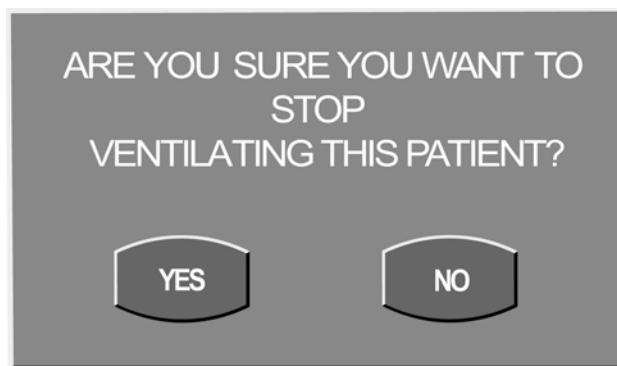 ARE YOU SURE YOU WANT TO
STOP
VENTILATING THIS PATIENT?
YES NO